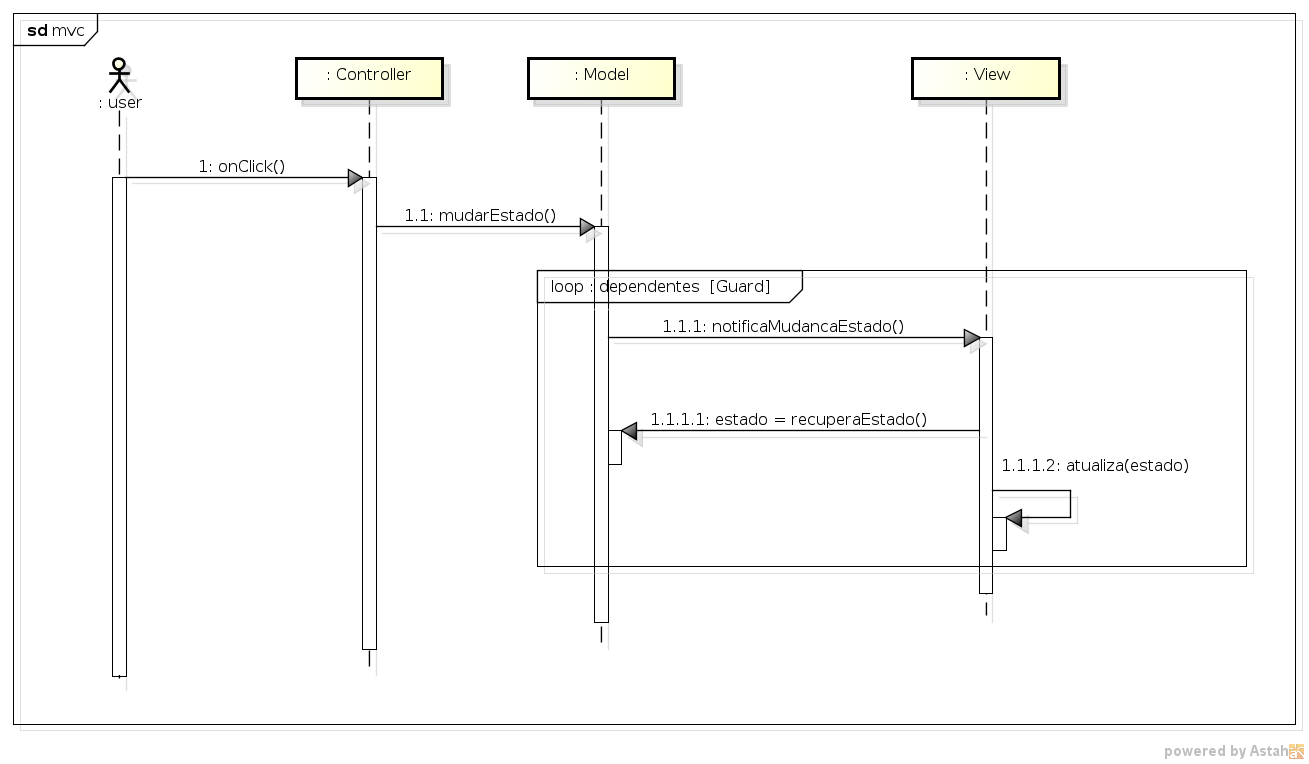 sd mvc
: user
: Controller
: Model
: View
1: onClick()
1.1: mudarEstado()
loop : dependentes [Guard]
1.1.1: notificaMudancaEstado()
1.1.1.1: estado = recuperaEstado()
1.1.1.2: atualiza(estado)
powered by Astah